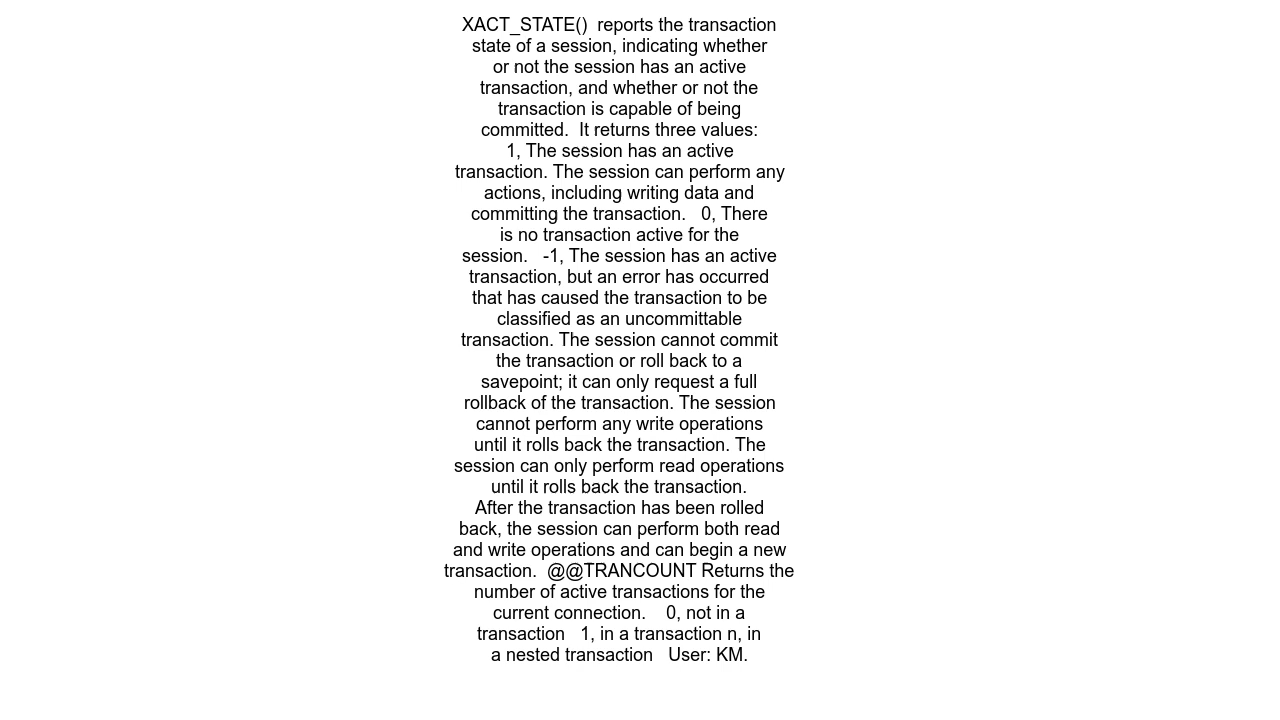 XACT_STATE()  reports the transaction
state of a session, indicating whether
or not the session has an active
transaction, and whether or not the
transaction is capable of being
committed.  It returns three values:
1, The session has an active
transaction. The session can perform any
actions, including writing data and
committing the transaction.   0, There
is no transaction active for the
session.   -1, The session has an active
transaction, but an error has occurred
that has caused the transaction to be
classified as an uncommittable
transaction. The session cannot commit
the transaction or roll back to a
savepoint; it can only request a full
rollback of the transaction. The session
cannot perform any write operations
until it rolls back the transaction. The
session can only perform read operations
until it rolls back the transaction.
After the transaction has been rolled
back, the session can perform both read
and write operations and can begin a new
transaction.  @@TRANCOUNT Returns the
number of active transactions for the
current connection.    0, not in a
transaction   1, in a transaction n, in
a nested transaction   User: KM.